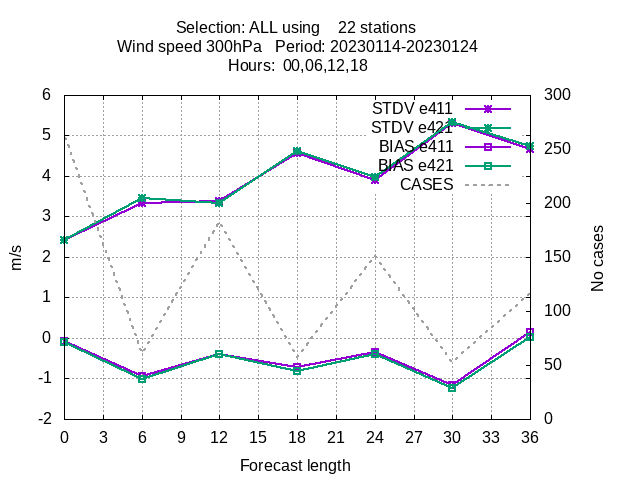 Selection: ALL using    22 stations
Wind speed 300hPa   Period: 20230114-20230124
Hours:  00,06,12,18
STDV e411
STDV e421
BIAS e411
BIAS e421
CASES
6
5
4
3
2
1
0
-1
-2
300
250
200
150
100
50
0
m/s
No cases
0 3 6 9 12 15 18 21 24 27 30 33 36
Forecast length